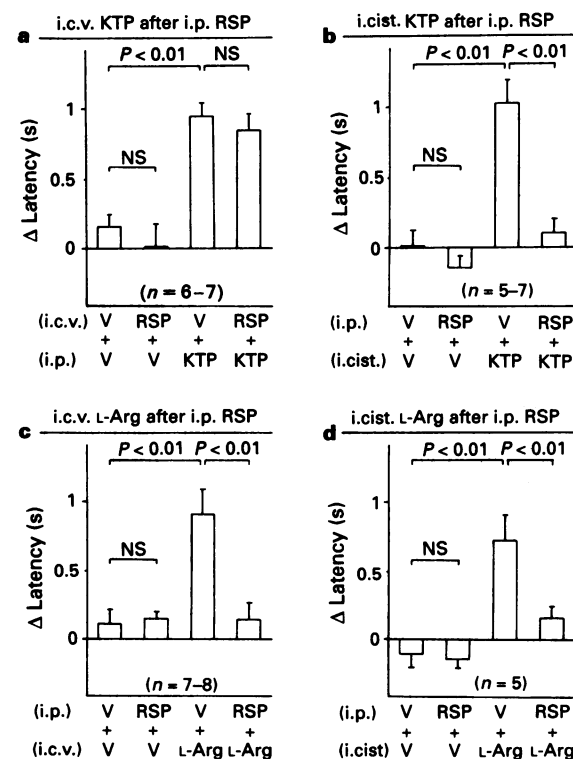 a
i.c.v. KTP after i.p. RSP
P < 0.01 NS
NS
Δ Latency (s)
1
0.5
0
(n = 6–7)
(i.c.v.) V RSP V RSP
+ + + +
(i.p.) V V KTP KTP
b
i.cist. KTP after i.p. RSP
P < 0.01 P < 0.01
NS
Δ Latency (s)
1
0.5
0
(n = 5–7)
(i.p.) V RSP V RSP
+ + + +
(i.cist.) V V KTP KTP
c
i.c.v. L-Arg after i.p. RSP
P < 0.01 P < 0.01
NS
Δ Latency (s)
1
0.5
0
(n = 7–8)
(i.p.) V RSP V RSP
+ + + +
(i.c.v.) V V L-Arg L-Arg
d
i.cist. L-Arg after i.p. RSP
P < 0.01 P < 0.01
NS
Δ Latency (s)
1
0.5
0
(n = 5)
(i.p.) V RSP V RSP
+ + + +
(i.cist) V V L-Arg L-Arg